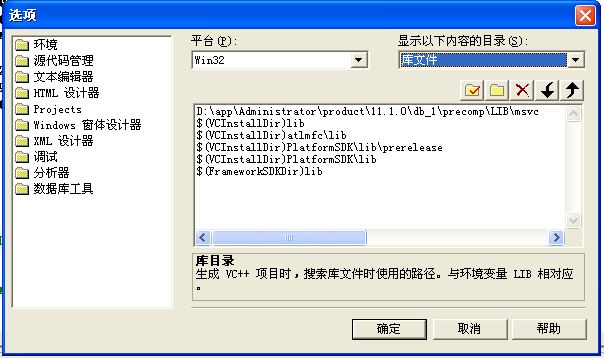 选项
环境
源代码管理
文本编辑器
HTML 设计器
Projects
Windows 窗体设计器
XML 设计器
调试
分析器
数据库工具
平台(P):
Win32
显示以下内容的目录(S):
库文件
D:\app\Administrator\product\11.1.0\db_1\precomp\LIB\msvc
$(VCInstallDir)lib
$(VCInstallDir)atlmfc\lib
$(VCInstallDir)PlatformSDK\lib\prerelease
$(VCInstallDir)PlatformSDK\lib
$(FrameworkSDKDir)lib
库目录
生成 VC++ 项目时，搜索库文件时使用的路径。与环境变量 LIB 相对应
。
确定
取消
帮助